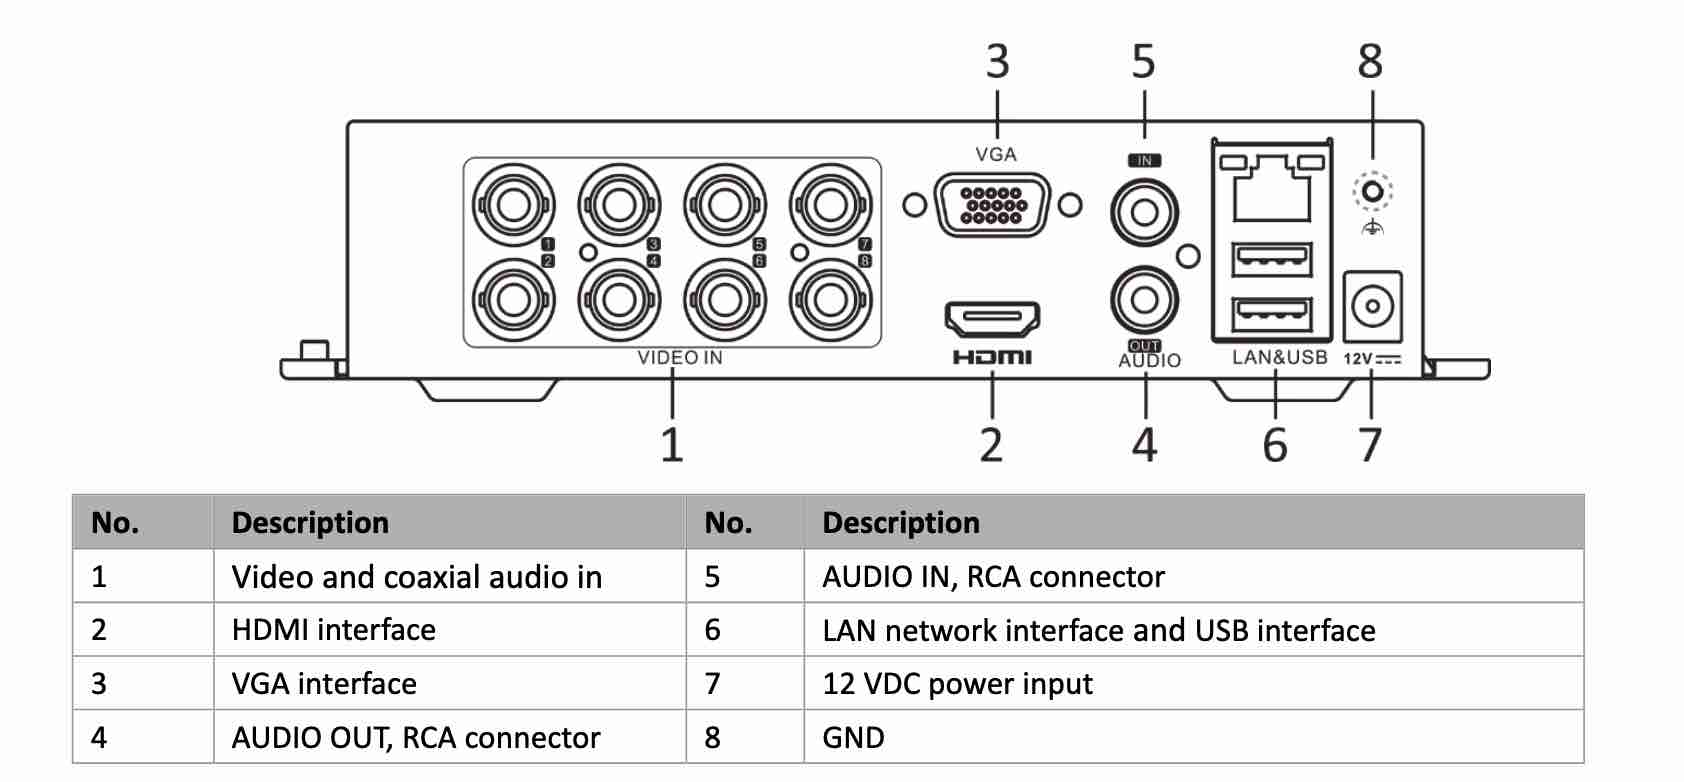 3 5 8
VGA
IN
1 3 5 7
2 4 6 8
OUT
VIDEO IN HDMI AUDIO LAN&USB 12V
1 2 4 6 7
No. Description No. Description
1 Video and coaxial audio in 5 AUDIO IN, RCA connector
2 HDMI interface 6 LAN network interface and USB interface
3 VGA interface 7 12 VDC power input
4 AUDIO OUT, RCA connector 8 GND